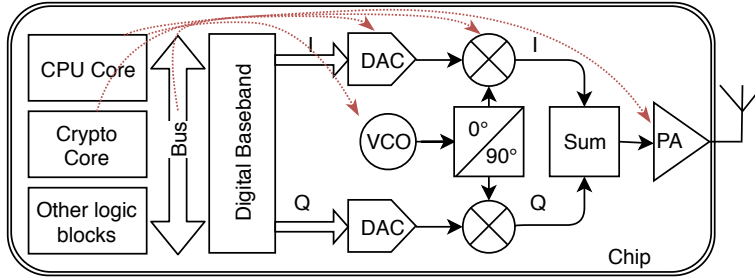 CPU Core
Crypto
Core
Other logic
blocks
Bus
Digital Baseband
I
DAC
I
VCO
0°
90°
Sum
PA
Q
DAC
Q
Chip